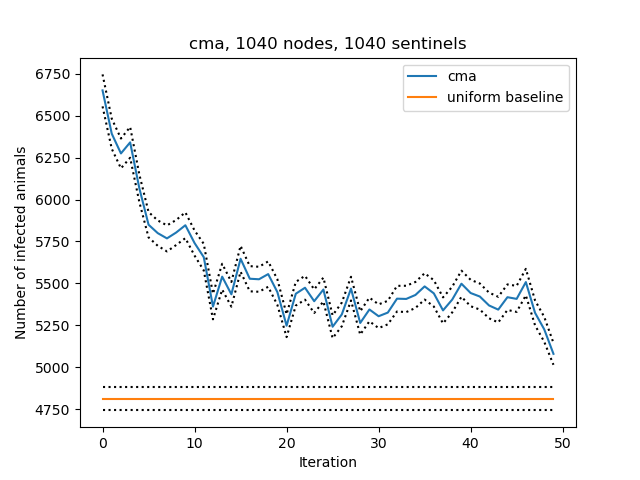 cma, 1040 nodes, 1040 sentinels
cma
uniform baseline
Number of infected animals
6750
6500
6250
6000
5750
5500
5250
5000
4750
0 10 20 30 40 50
Iteration